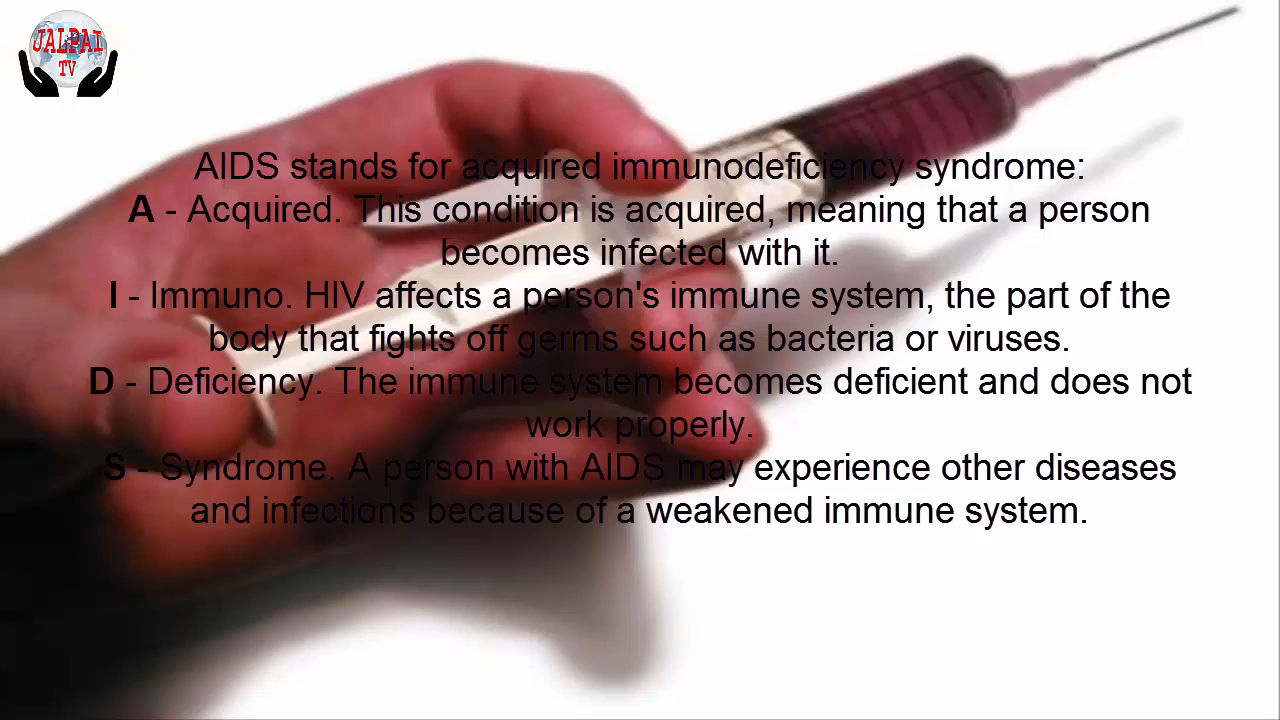 JALPAI
TV
AIDS stands for acquired immunodeficiency syndrome:
A - Acquired. This condition is acquired, meaning that a person
becomes infected with it.
I - Immuno. HIV affects a person's immune system, the part of the
body that fights off germs such as bacteria or viruses.
D - Deficiency. The immune system becomes deficient and does not
work properly.
S - Syndrome. A person with AIDS may experience other diseases
and infections because of a weakened immune system.